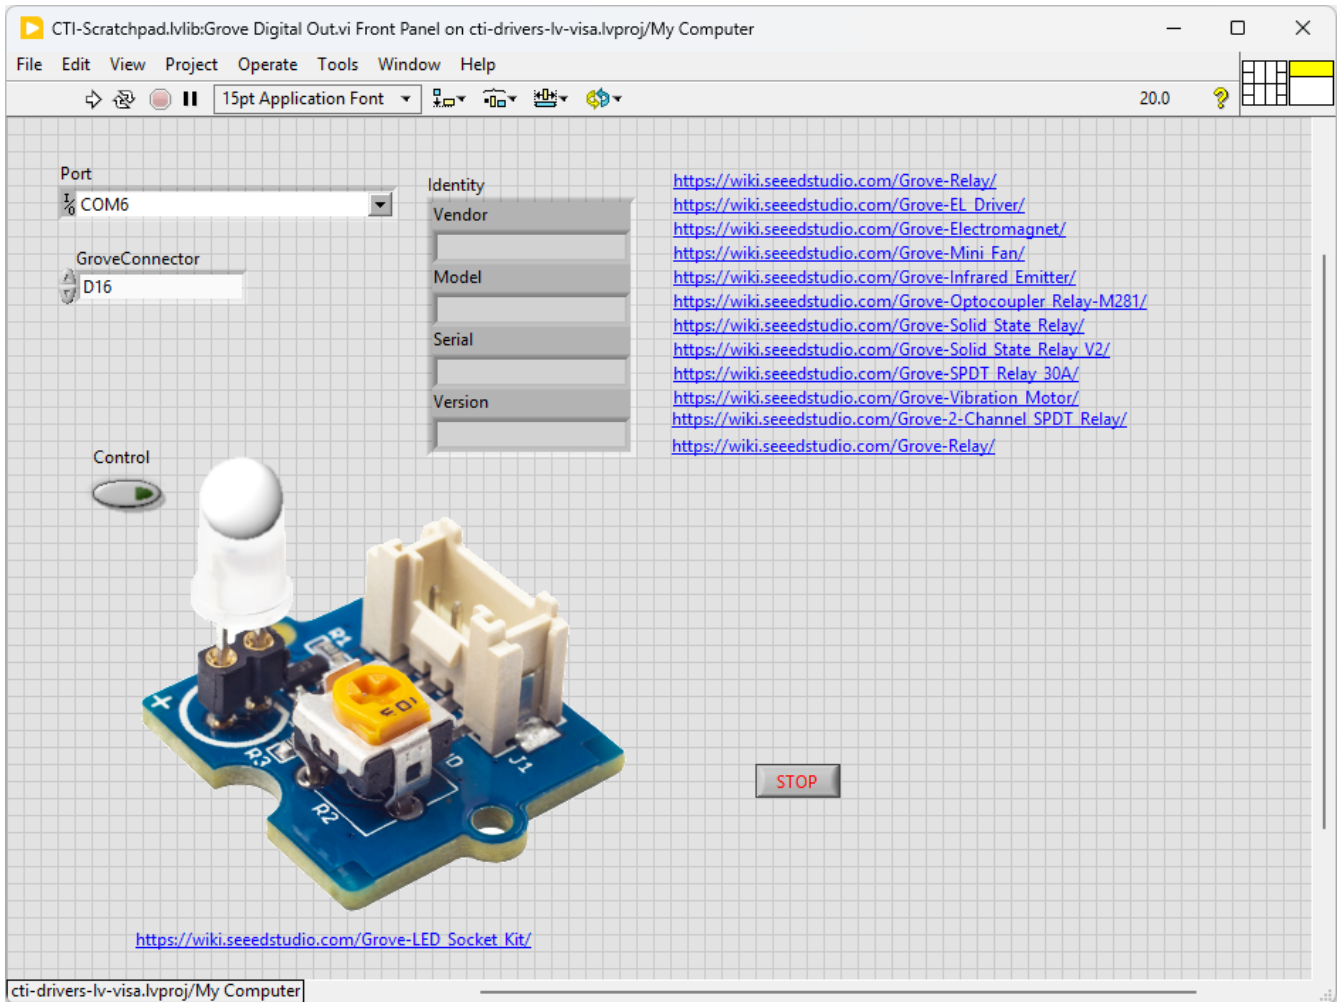 CTI-Scratchpad.lvlib:Grove Digital Out.vi Front Panel on cti-drivers-lv-visa.lvproj/My Computer
File Edit View Project Operate Tools Window Help
15pt Application Font
20.0
Port
COM6
GroveConnector
D16
Identity
Vendor
Model
Serial
Version
https://wiki.seeedstudio.com/Grove-Relay/
https://wiki.seeedstudio.com/Grove-EL_Driver/
https://wiki.seeedstudio.com/Grove-Electromagnet/
https://wiki.seeedstudio.com/Grove-Mini_Fan/
https://wiki.seeedstudio.com/Grove-Infrared_Emitter/
https://wiki.seeedstudio.com/Grove-Optocoupler_Relay-M281/
https://wiki.seeedstudio.com/Grove-Solid_State_Relay/
https://wiki.seeedstudio.com/Grove-Solid_State_Relay_V2/
https://wiki.seeedstudio.com/Grove-SPDT_Relay_30A/
https://wiki.seeedstudio.com/Grove-Vibration_Motor/
https://wiki.seeedstudio.com/Grove-2-Channel_SPDT_Relay/
https://wiki.seeedstudio.com/Grove-Relay/
Control
R1
+
R3
R2
J1
STOP
https://wiki.seeedstudio.com/Grove-LED_Socket_Kit/
cti-drivers-lv-visa.lvproj/My Computer